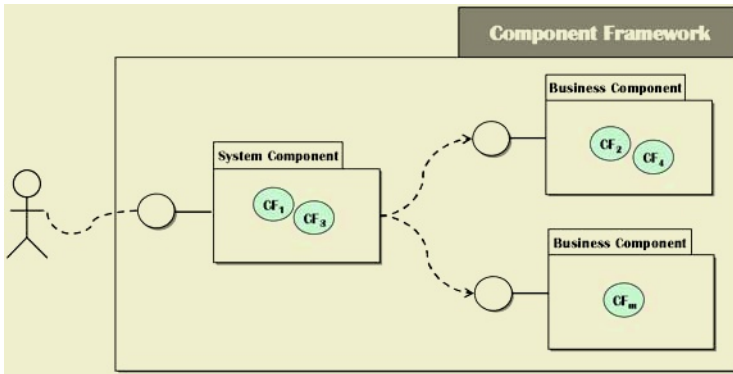 Component Framework
Business Component
CF₂
CF₄
System Component
CF₁
CF₃
Business Component
CFₘ